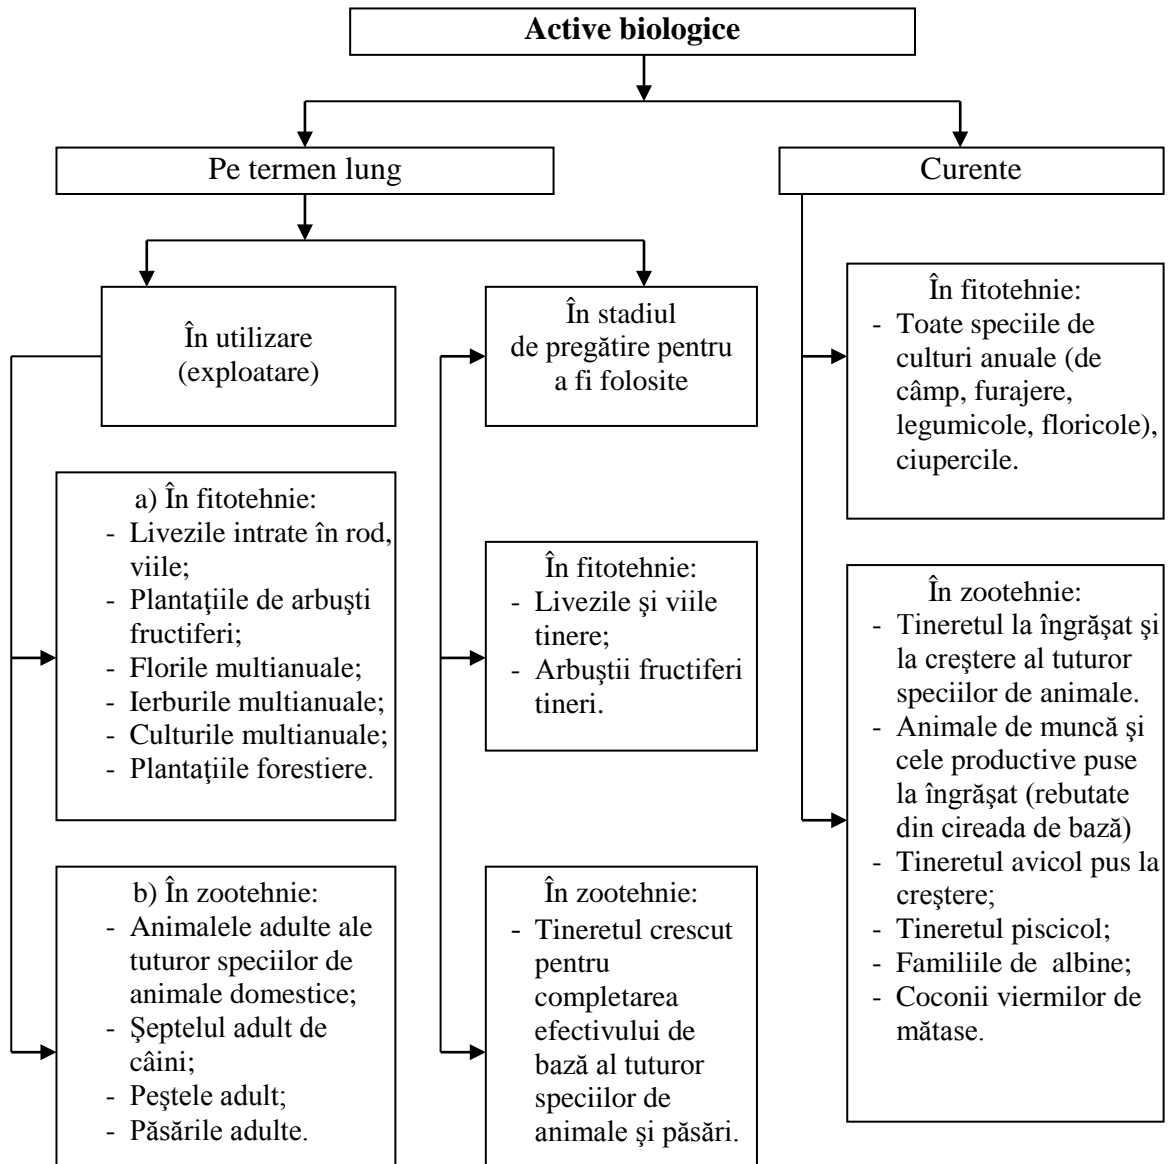 Active biologice
Pe termen lung
Curente
În utilizare
(exploatare)
În stadiul
de pregătire pentru
a fi folosite
În fitotehnie:
- Toate speciile de
culturi anuale (de
câmp, furajere,
legumicole, floricole),
ciupercile.
a) În fitotehnie:
- Livezile intrate în rod,
viile;
- Plantaţiile de arbuşti
fructiferi;
- Florile multianuale;
- Ierburile multianuale;
- Culturile multianuale;
- Plantaţiile forestiere.
În fitotehnie:
- Livezile şi viile
tinere;
- Arbuştii fructiferi
tineri.
În zootehnie:
- Tineretul la îngrăşat şi
la creştere al tuturor
speciilor de animale.
- Animale de muncă şi
cele productive puse
la îngrăşat (rebutate
din cireada de bază)
- Tineretul avicol pus la
creştere;
- Tineretul piscicol;
- Familiile de albine;
- Coconii viermilor de
mătase.
b) În zootehnie:
- Animalele adulte ale
tuturor speciilor de
animale domestice;
- Şeptelul adult de
câini;
- Peştele adult;
- Păsările adulte.
În zootehnie:
- Tineretul crescut
pentru
completarea
efectivului de
bază al tuturor
speciilor de
animale şi păsări.